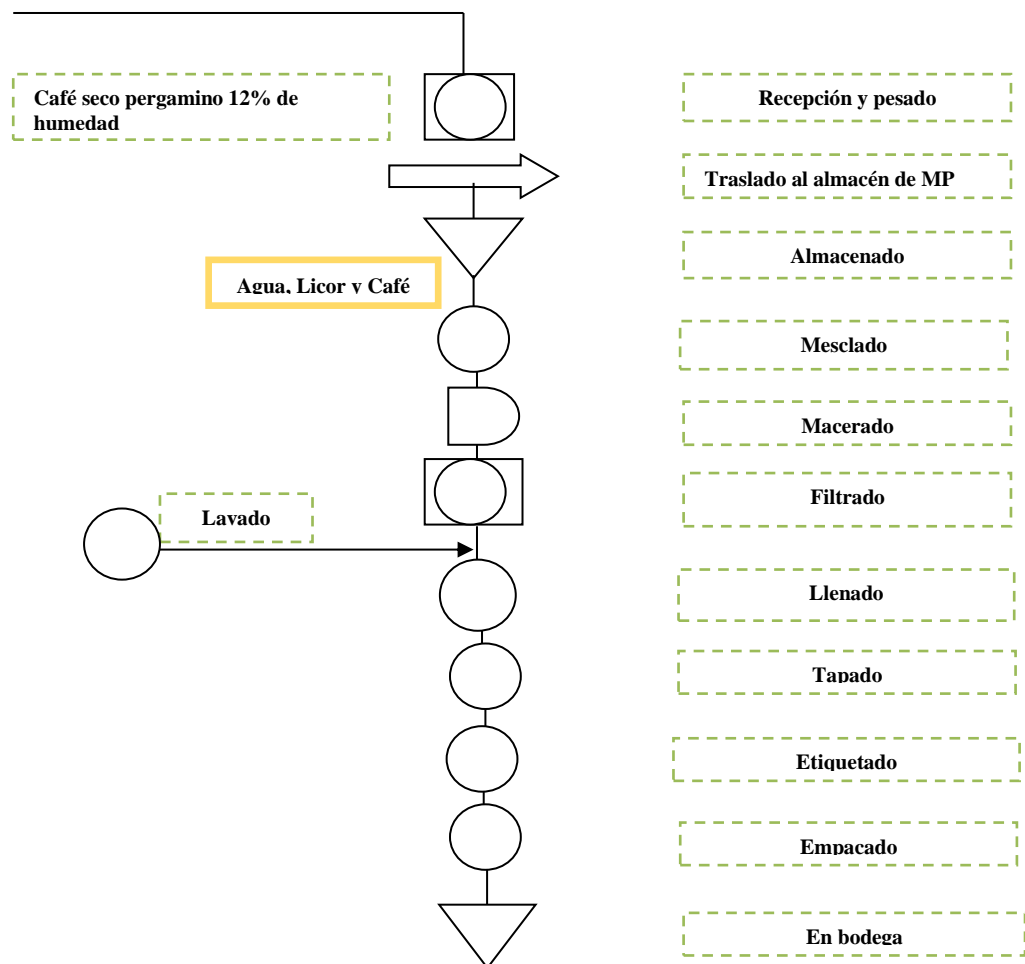 Café seco pergamino 12% de
humedad
Recepción y pesado
Traslado al almacén de MP
Almacenado
Agua, Licor y Café
Mesclado
Macerado
Filtrado
Lavado
Llenado
Tapado
Etiquetado
Empacado
En bodega